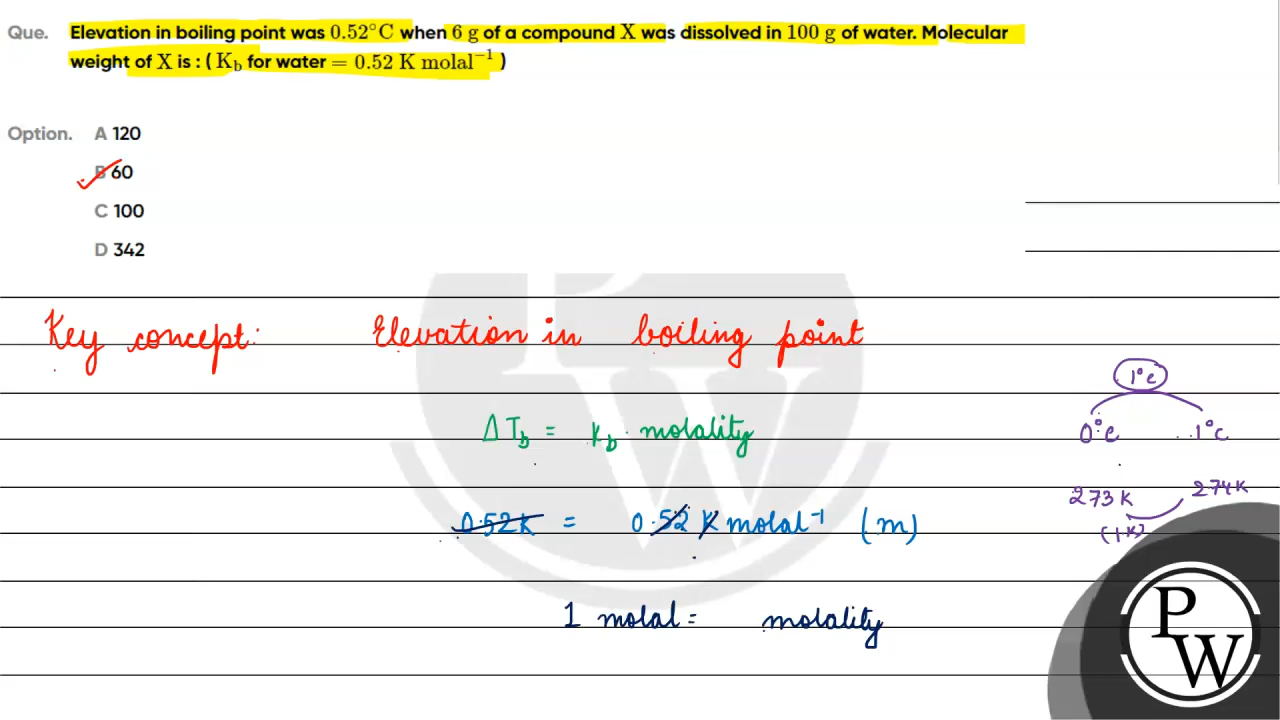 Que. Elevation in boiling point was 0.52°C when 6 g of a compound X was dissolved in 100 g of water. Molecular
weight of X is : ( K_b for water = 0.52 K molal⁻¹ )
Option. A 120
B 60
C 100
D 342
Key concept: Elevation in boiling point
1°c
ΔT_b = k_b . molality
0°c 1°c
273 K 274 K
0.52 K = 0.52 K molal⁻¹ (m)
(1K)
1 molal = molality
P
W